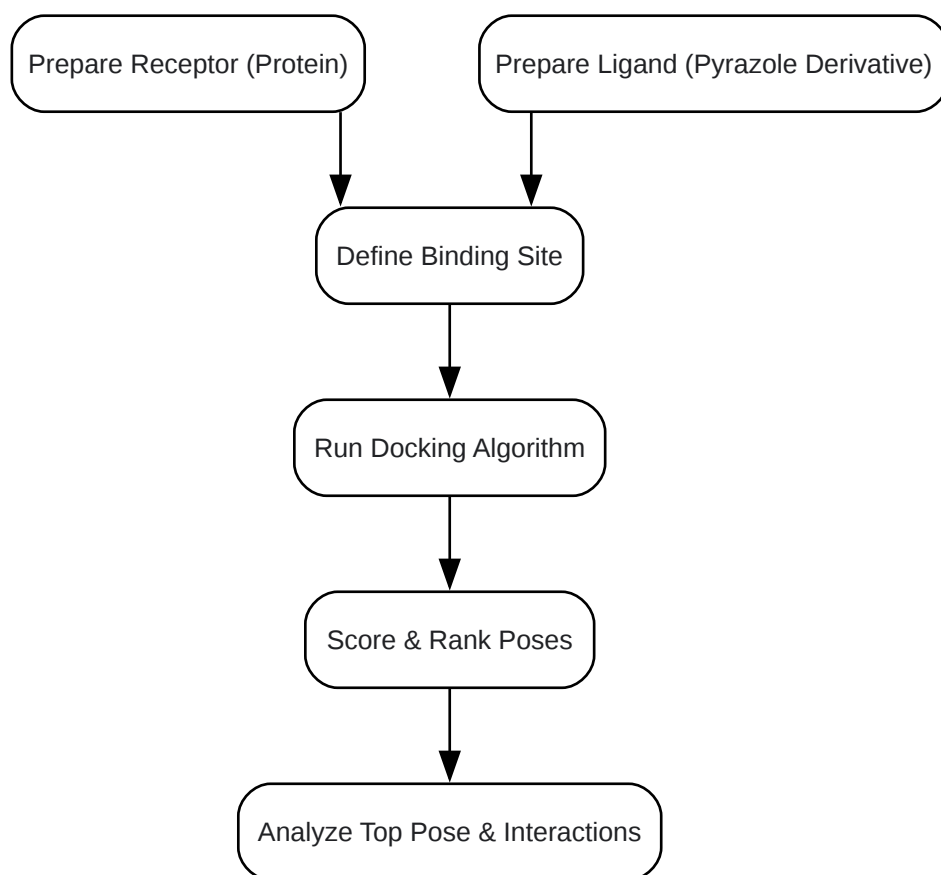 Prepare Receptor (Protein)
Prepare Ligand (Pyrazole Derivative)
Define Binding Site
Run Docking Algorithm
Score & Rank Poses
Analyze Top Pose & Interactions